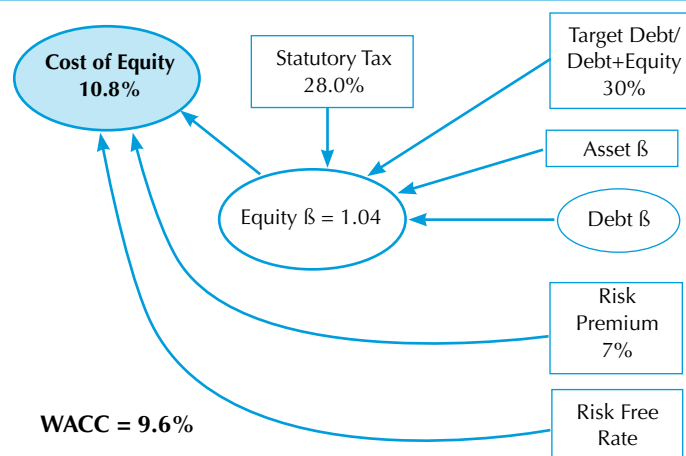 Cost of Equity
10.8%
Statutory Tax
28.0%
Target Debt/
Debt+Equity
30%
Asset ß
Equity ß = 1.04
Debt ß
Risk
Premium
7%
WACC = 9.6%
Risk Free
Rate